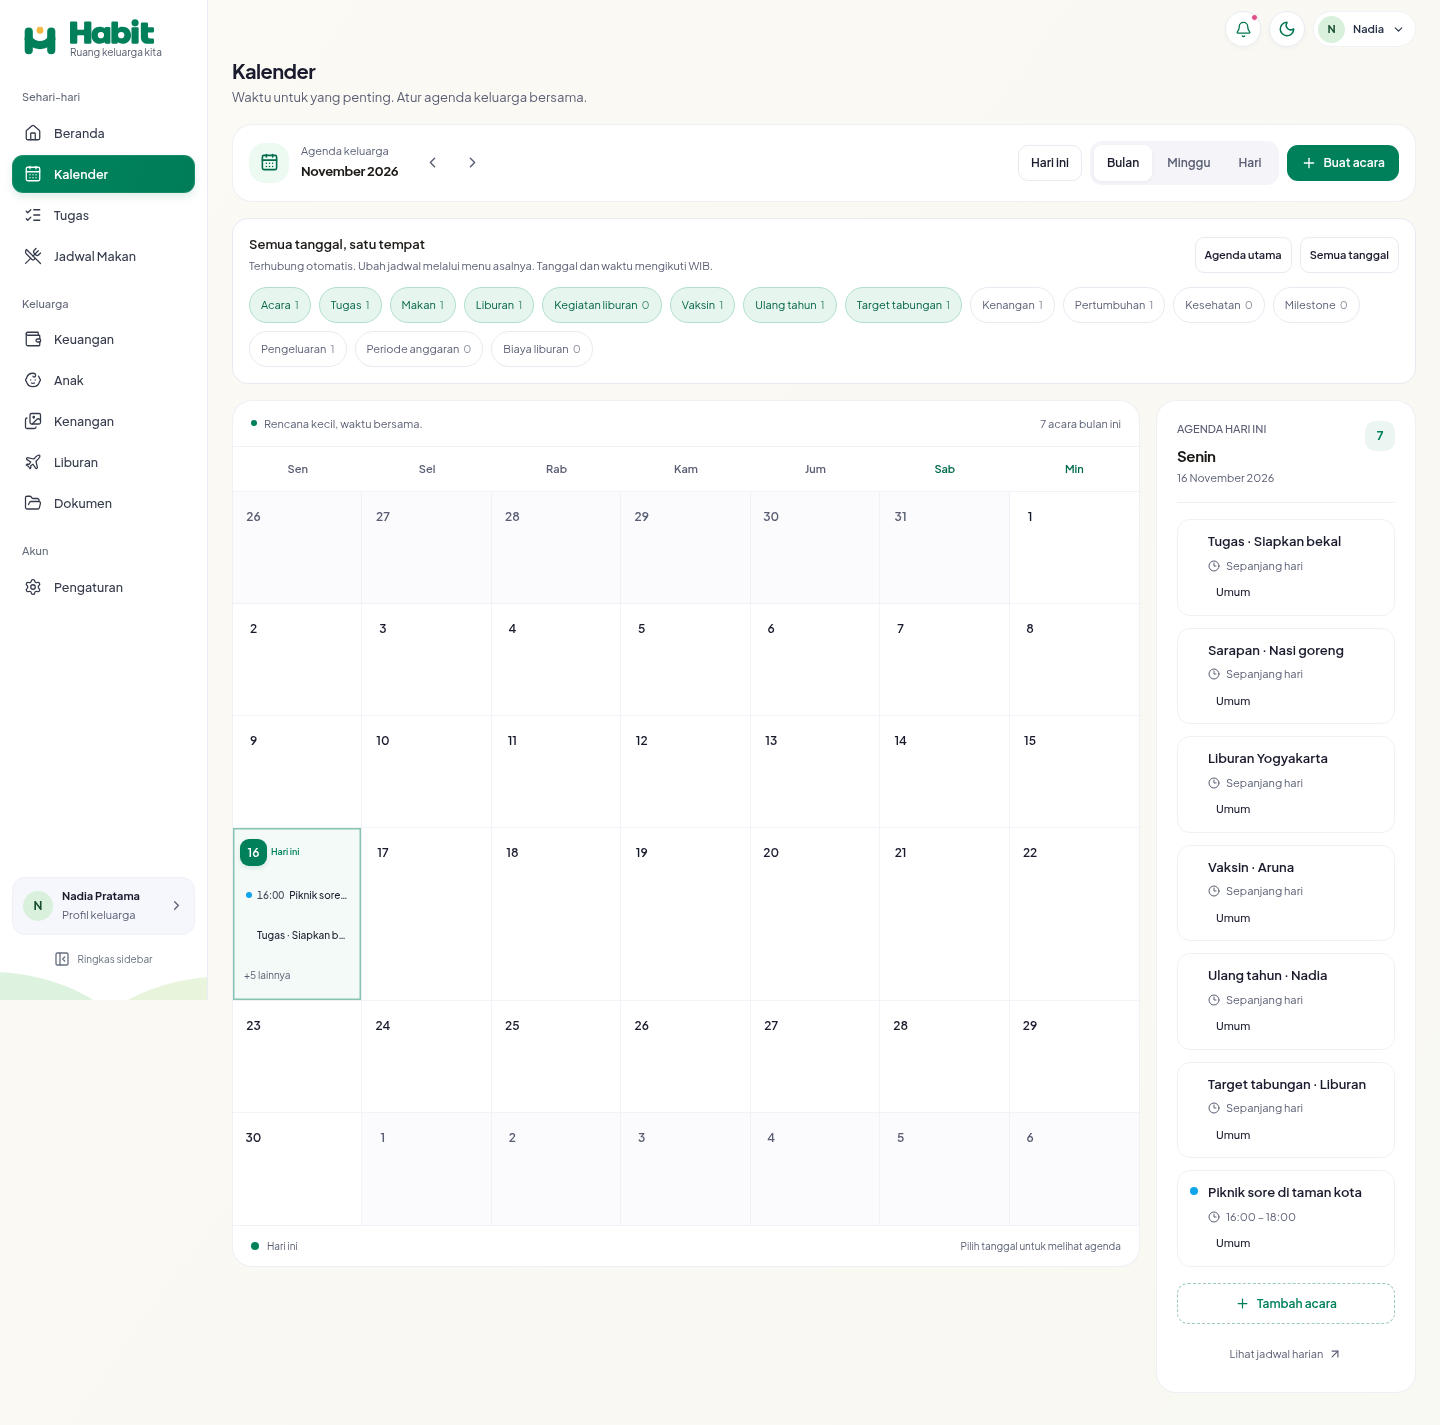 Habit
Ruang keluarga kita
Sehari-hari
Beranda
Kalender
Tugas
Jadwal Makan
Keluarga
Keuangan
Anak
Kenangan
Liburan
Dokumen
Akun
Pengaturan
N
Nadia Pratama
Profil keluarga
Ringkas sidebar
N Nadia
Kalender
Waktu untuk yang penting. Atur agenda keluarga bersama.
Agenda keluarga
November 2026
Hari ini
Bulan
Minggu
Hari
+ Buat acara
Semua tanggal, satu tempat
Terhubung otomatis. Ubah jadwal melalui menu asalnya. Tanggal dan waktu mengikuti WIB.
Agenda utama
Semua tanggal
Acara 1
Tugas 1
Makan 1
Liburan 1
Kegiatan liburan 0
Vaksin 1
Ulang tahun 1
Target tabungan 1
Kenangan 1
Pertumbuhan 1
Kesehatan 0
Milestone 0
Pengeluaran 1
Periode anggaran 0
Biaya liburan 0
Rencana kecil, waktu bersama.
7 acara bulan ini
Sen Sel Rab Kam Jum Sab Min
26 27 28 29 30 31 1
2 3 4 5 6 7 8
9 10 11 12 13 14 15
16 Hari ini 17 18 19 20 21 22
16:00 Piknik sore...
Tugas · Siapkan b...
+5 lainnya
23 24 25 26 27 28 29
30 1 2 3 4 5 6
Hari ini
Pilih tanggal untuk melihat agenda
AGENDA HARI INI
7
Senin
16 November 2026
Tugas · Siapkan bekal
Sepanjang hari
Umum
Sarapan · Nasi goreng
Sepanjang hari
Umum
Liburan Yogyakarta
Sepanjang hari
Umum
Vaksin · Aruna
Sepanjang hari
Umum
Ulang tahun · Nadia
Sepanjang hari
Umum
Target tabungan · Liburan
Sepanjang hari
Umum
Piknik sore di taman kota
16:00 – 18:00
Umum
+ Tambah acara
Lihat jadwal harian